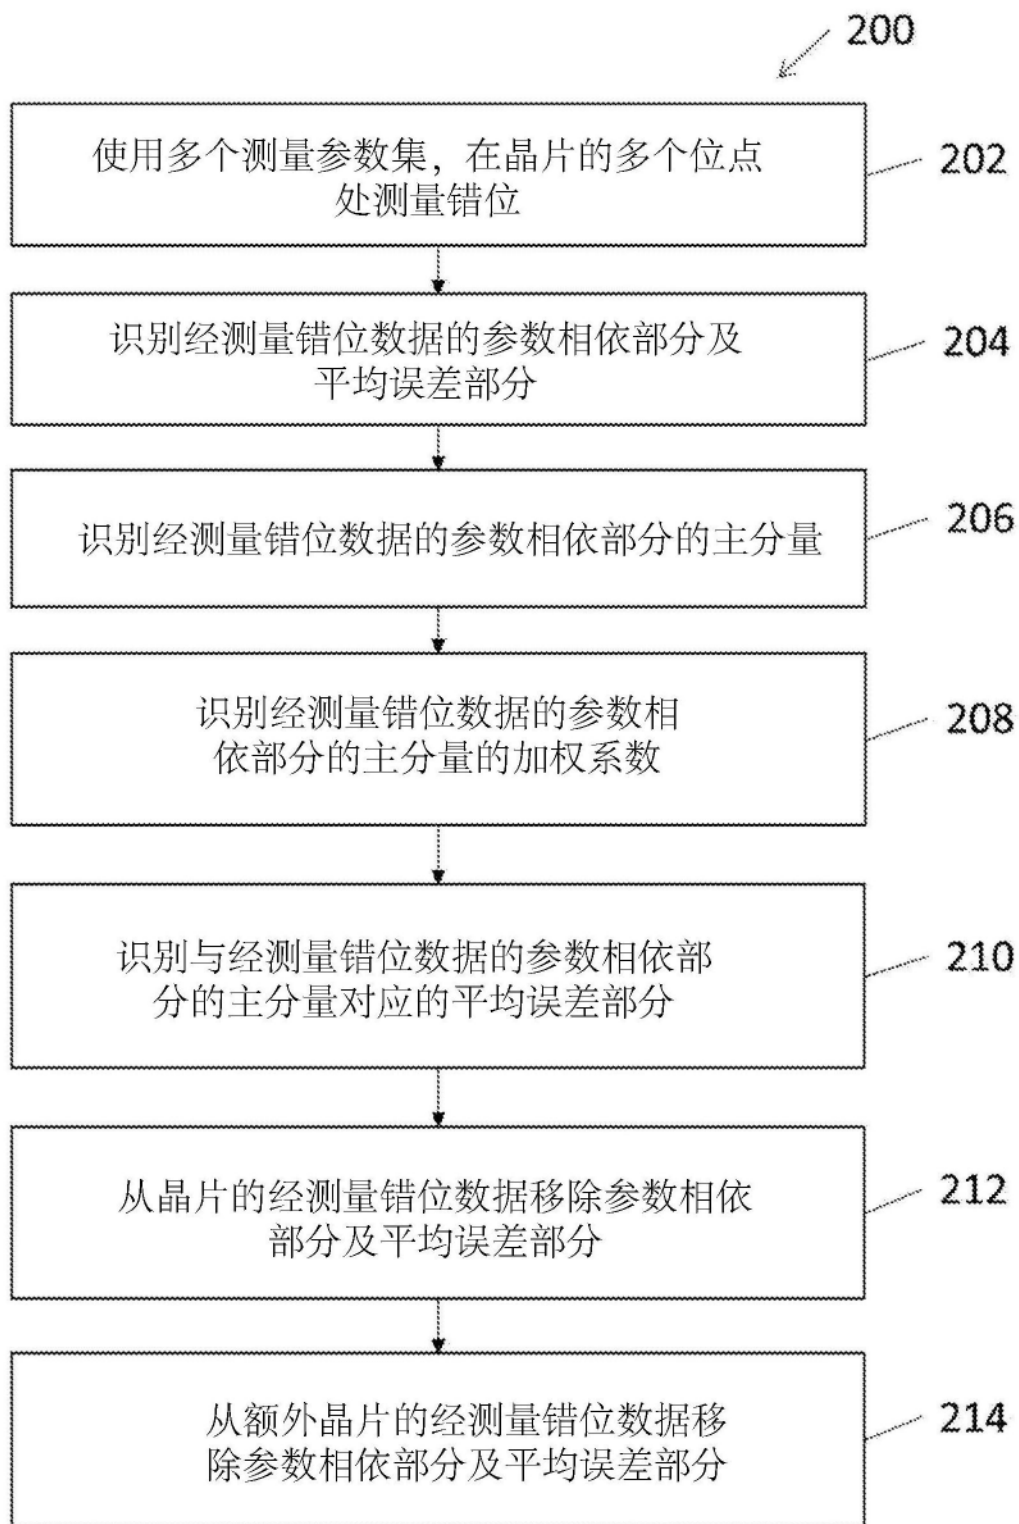 200
使用多个测量参数集，在晶片的多个位点
处测量错位
202
识别经测量错位数据的参数相依部分及
平均误差部分
204
识别经测量错位数据的参数相依部分的主分量
206
识别经测量错位数据的参数相
依部分的主分量的加权系数
208
识别与经测量错位数据的参数相依部
分的主分量对应的平均误差部分
210
从晶片的经测量错位数据移除参数相依
部分及平均误差部分
212
从额外晶片的经测量错位数据移
除参数相依部分及平均误差部分
214